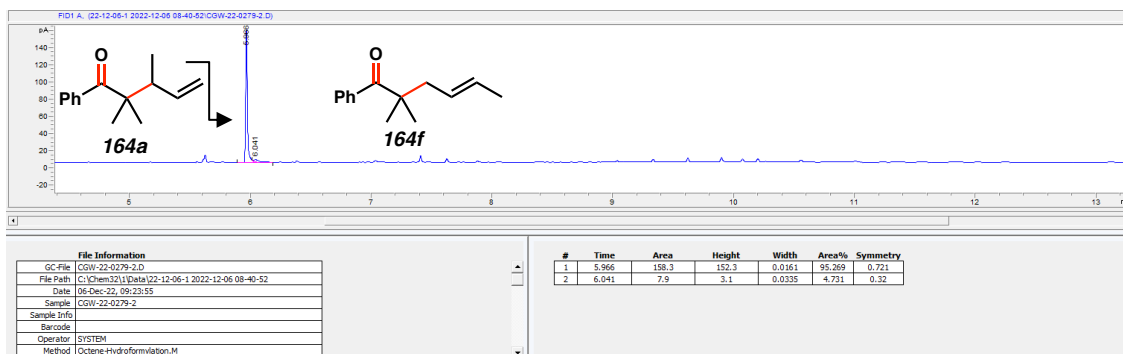 FID1 A, (22-12-06-1 2022-12-06 08-40-52\CGW-22-0279-2.D)
pA
140
120
100
80
60
40
20
0
-20
5.966
6.041
O
Ph
164a
O
Ph
164f
5 6 7 8 9 10 11 12 13
File Information
GC-File CGW-22-0279-2.D
File Path C:\Chem32\1\Data\22-12-06-1 2022-12-06 08-40-52
Date 06-Dec-22, 09:23:55
Sample CGW-22-0279-2
Sample Info
Barcode
Operator SYSTEM
Method Octene-Hydroformylation.M
# Time Area Height Width Area% Symmetry
1 5.966 158.3 152.3 0.0161 95.269 0.721
2 6.041 7.9 3.1 0.0335 4.731 0.32